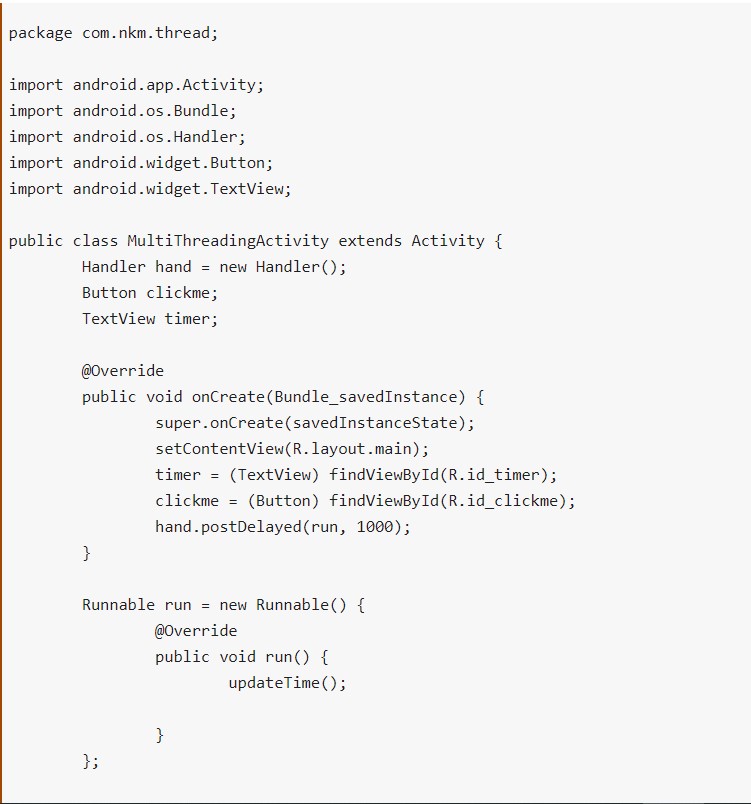 package com.nkm.thread;
import android.app.Activity;
import android.os.Bundle;
import android.os.Handler;
import android.widget.Button;
import android.widget.TextView;
public class MultiThreadingActivity extends Activity {
Handler hand = new Handler();
Button clickme;
TextView timer;
@Override
public void onCreate(Bundle_savedInstance) {
super.onCreate(savedInstanceState);
setContentView(R.layout.main);
timer = (TextView) findViewById(R.id_timer);
clickme = (Button) findViewById(R.id_clickme);
hand.postDelayed(run, 1000);
}
Runnable run = new Runnable() {
@Override
public void run() {
updateTime();
}
};